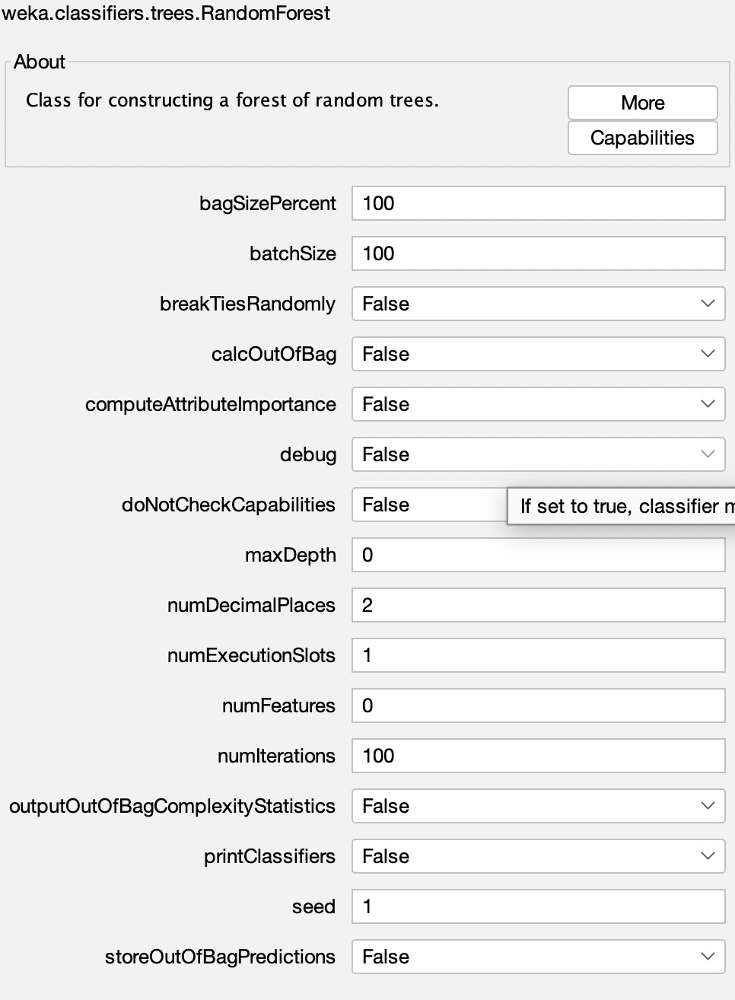 weka.classifiers.trees.RandomForest
About
Class for constructing a forest of random trees.
More
Capabilities
bagSizePercent 100
batchSize 100
breakTiesRandomly False
calcOutOfBag False
computeAttributeImportance False
debug False
doNotCheckCapabilities False
If set to true, classifier
maxDepth 0
numDecimalPlaces 2
numExecutionSlots 1
numFeatures 0
numIterations 100
outputOutOfBagComplexityStatistics False
printClassifiers False
seed 1
storeOutOfBagPredictions False